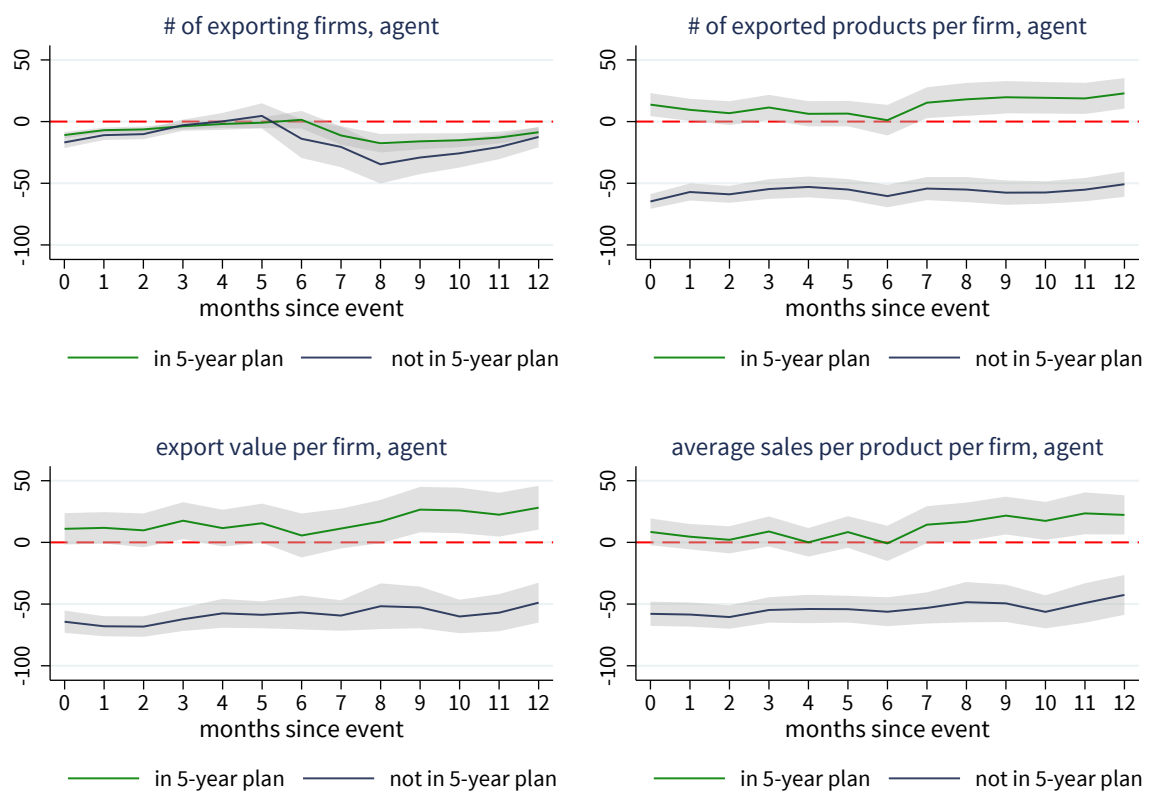 # of exporting firms, agent
50
0
-50
-100
0 1 2 3 4 5 6 7 8 9 10 11 12
months since event
in 5-year plan not in 5-year plan
# of exported products per firm, agent
50
0
-50
-100
0 1 2 3 4 5 6 7 8 9 10 11 12
months since event
in 5-year plan not in 5-year plan
export value per firm, agent
50
0
-50
-100
0 1 2 3 4 5 6 7 8 9 10 11 12
months since event
in 5-year plan not in 5-year plan
average sales per product per firm, agent
50
0
-50
-100
0 1 2 3 4 5 6 7 8 9 10 11 12
months since event
in 5-year plan not in 5-year plan